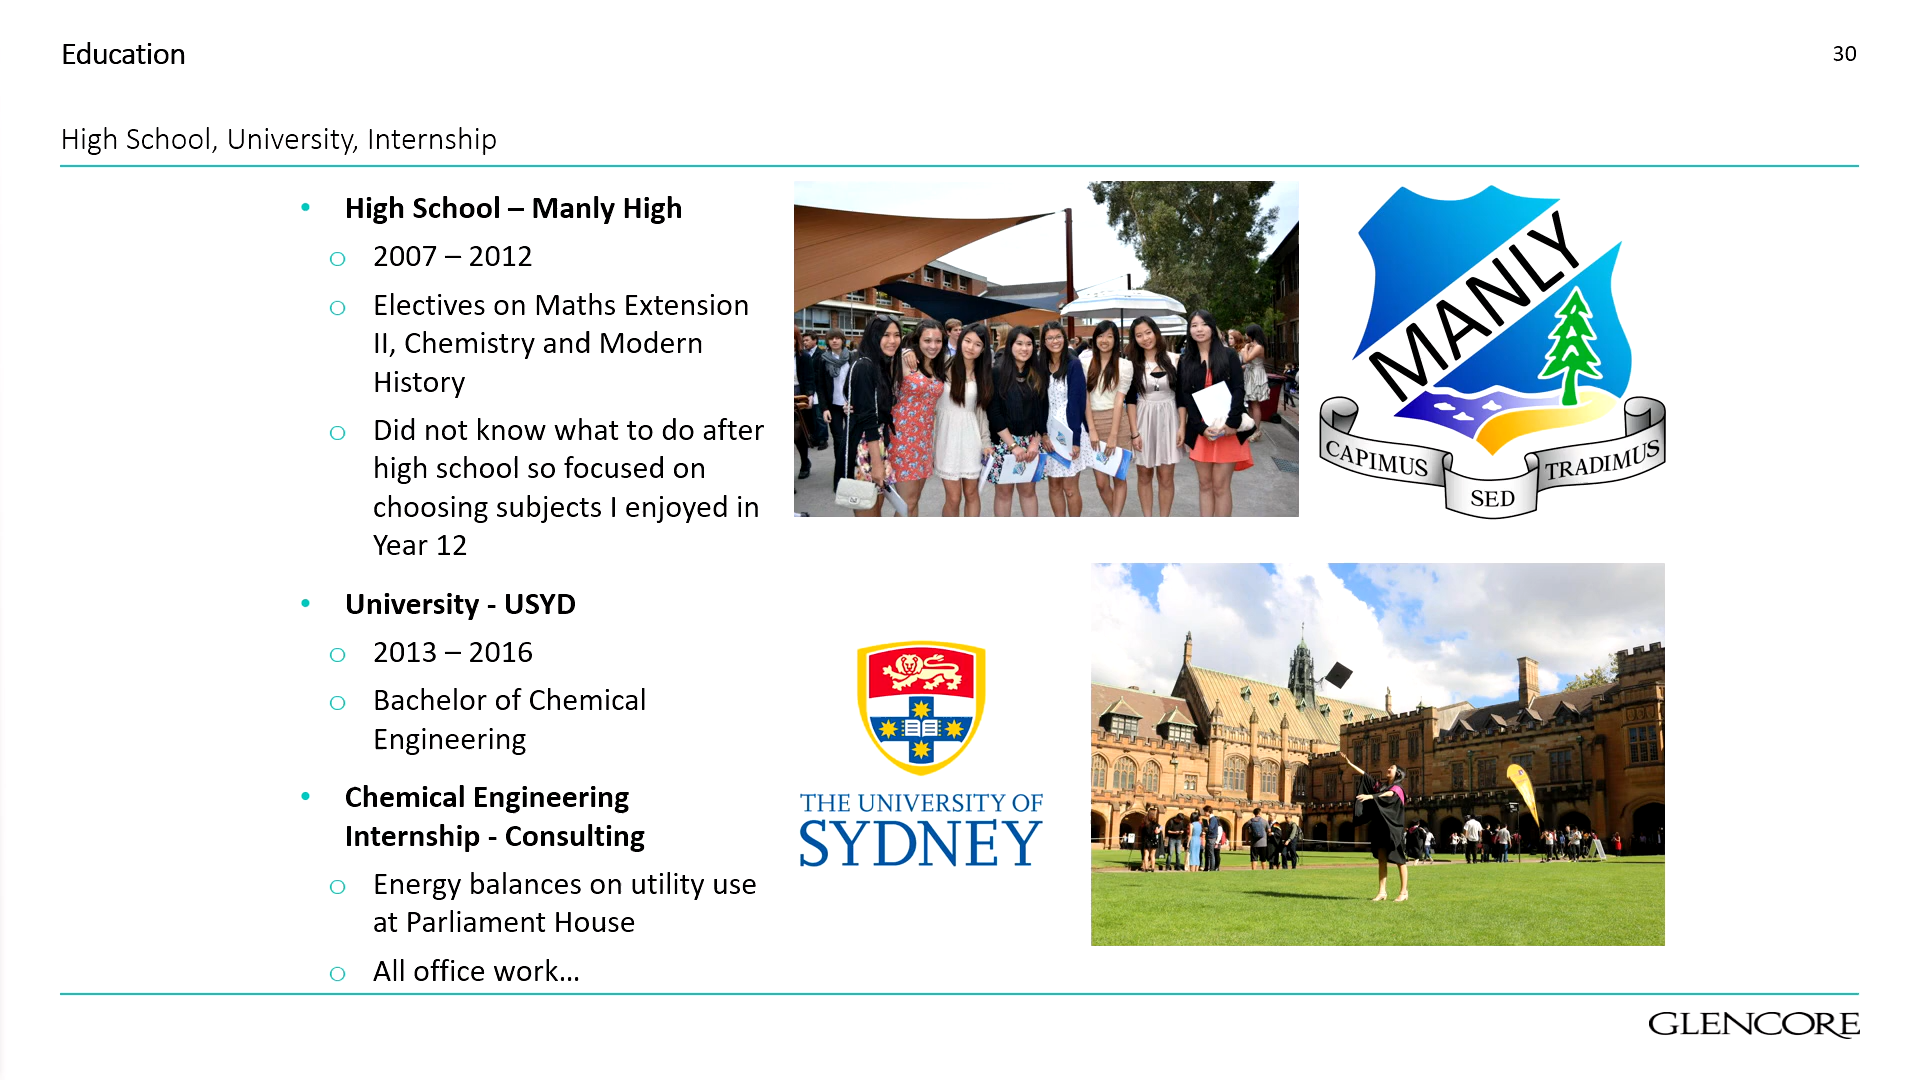 Education
30
High School, University, Internship
• High School – Manly High
o 2007 – 2012
o Electives on Maths Extension
II, Chemistry and Modern
History
o Did not know what to do after
high school so focused on
choosing subjects I enjoyed in
Year 12
• University - USYD
o 2013 – 2016
o Bachelor of Chemical
Engineering
• Chemical Engineering
Internship - Consulting
o Energy balances on utility use
at Parliament House
o All office work…
MANLY
CAPIMUS
SED
TRADIMUS
THE UNIVERSITY OF
SYDNEY
GLENCORE